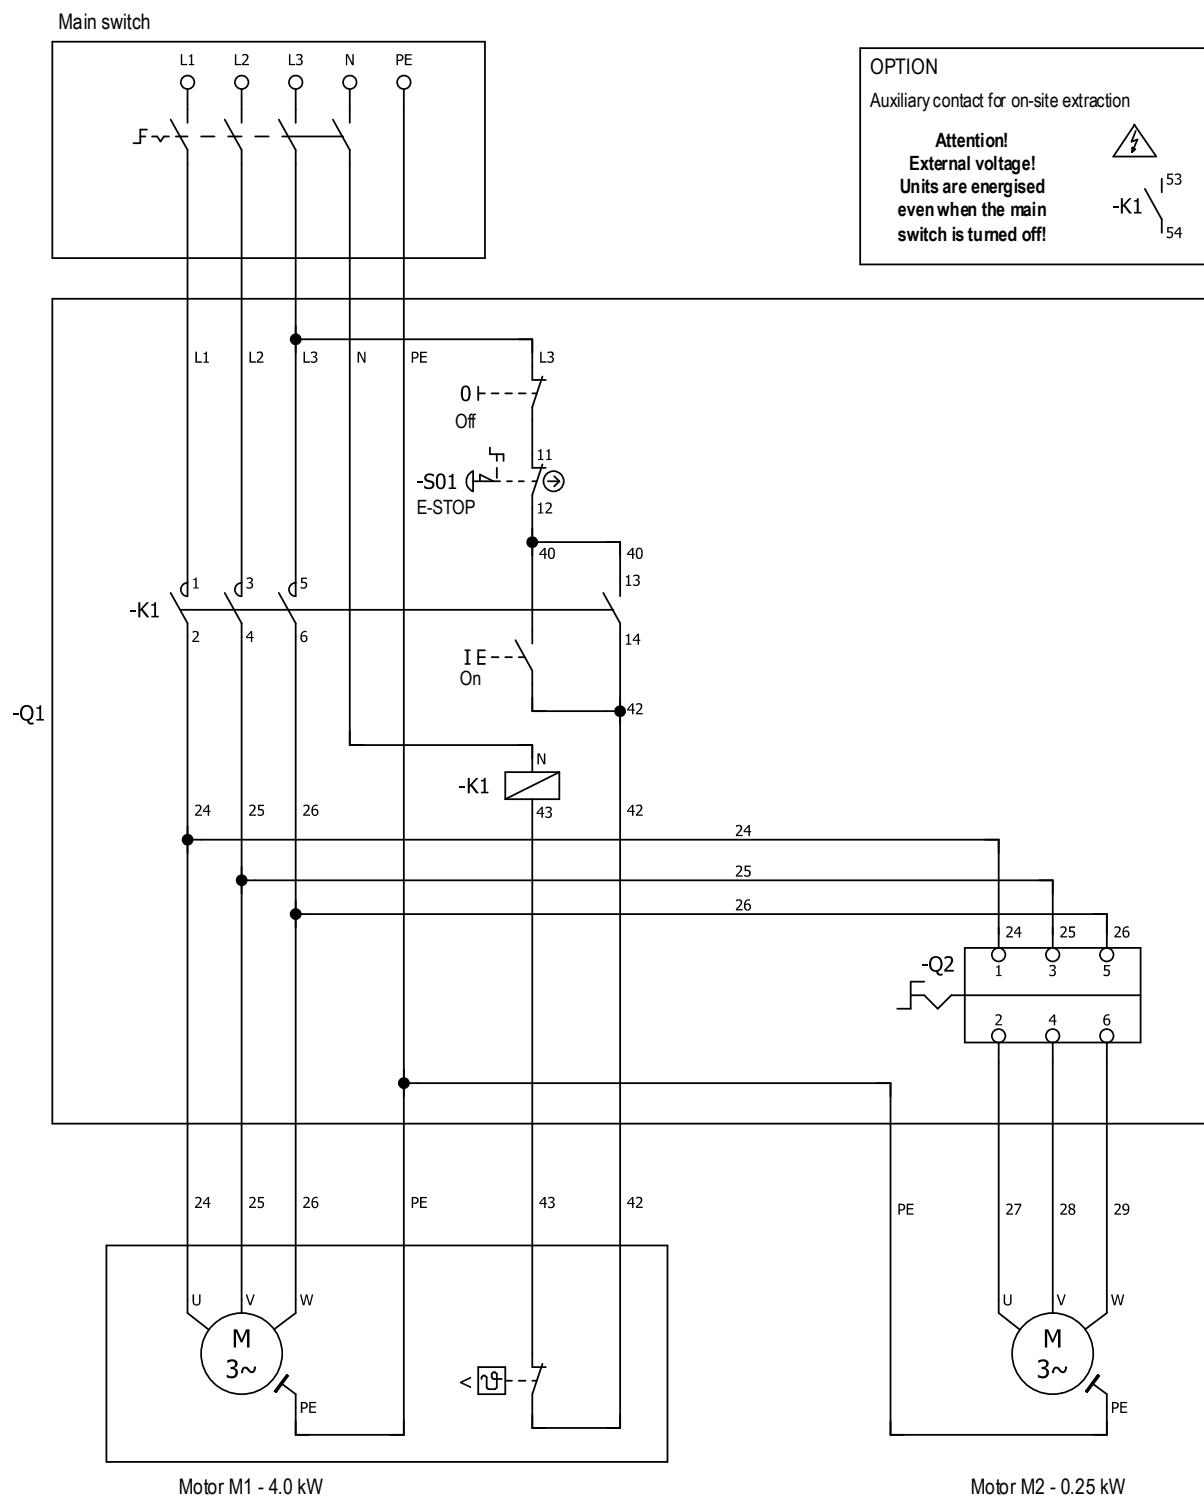 Main switch
L1 L2 L3 N PE
OPTION
Auxiliary contact for on-site extraction
Attention!
External voltage!
Units are energised
even when the main
switch is turned off!
-K1
53
54
L1 L2 L3 N PE L3
0
Off
11
-S01
E-STOP
12
40 40
1 3 5 13
-K1
2 4 6 14
I E
On
-Q1
42
N
-K1
24 25 26 43 42
24
25
26
24 25 26
-Q2
1 3 5
2 4 6
24 25 26 PE 43 42 PE 27 28 29
U V W U V W
M M
3~ 3~
< ϑ
PE PE
Motor M1 - 4.0 kW Motor M2 - 0.25 kW